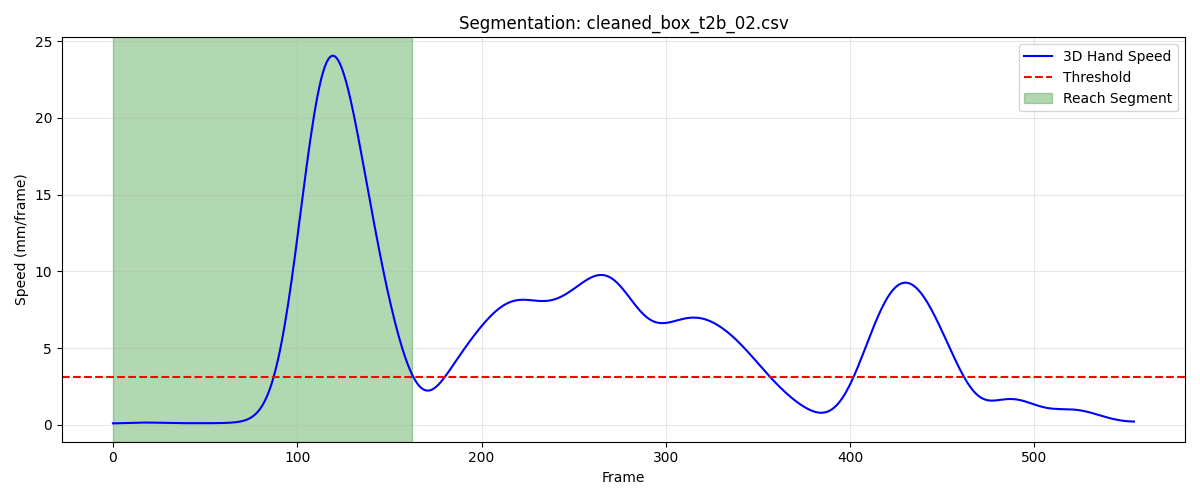 Segmentation: cleaned_box_t2b_02.csv
3D Hand Speed
Threshold
Reach Segment
Speed (mm/frame)
25
20
15
10
5
0
0 100 200 300 400 500
Frame